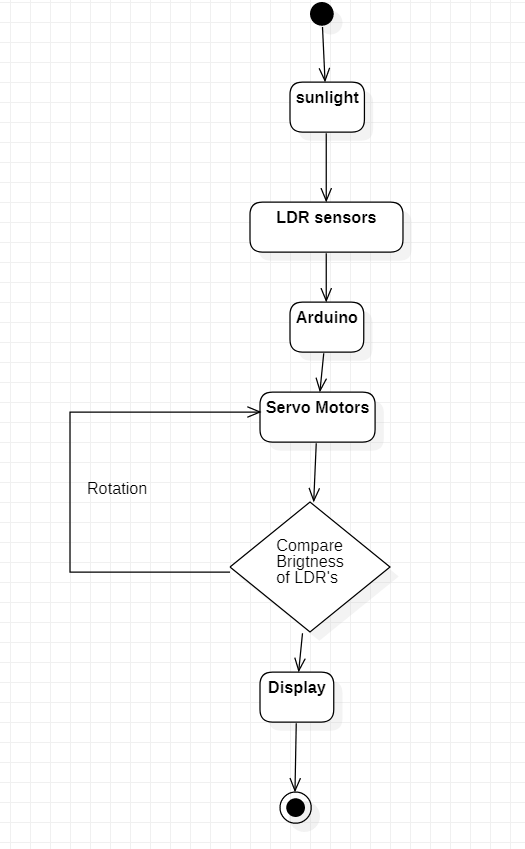 sunlight
LDR sensors
Arduino
Servo Motors
Rotation
Compare
Brigtness
of LDR's
Display